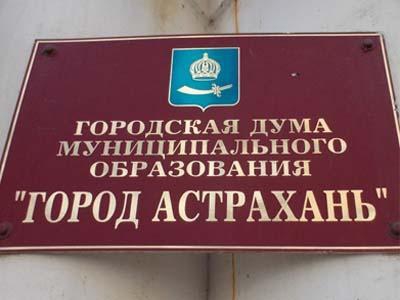 ГОРОДСКАЯ ДУМА
МУНИЦИПАЛЬНОГО
ОБРАЗОВАНИЯ
"ГОРОД АСТРАХАНЬ"